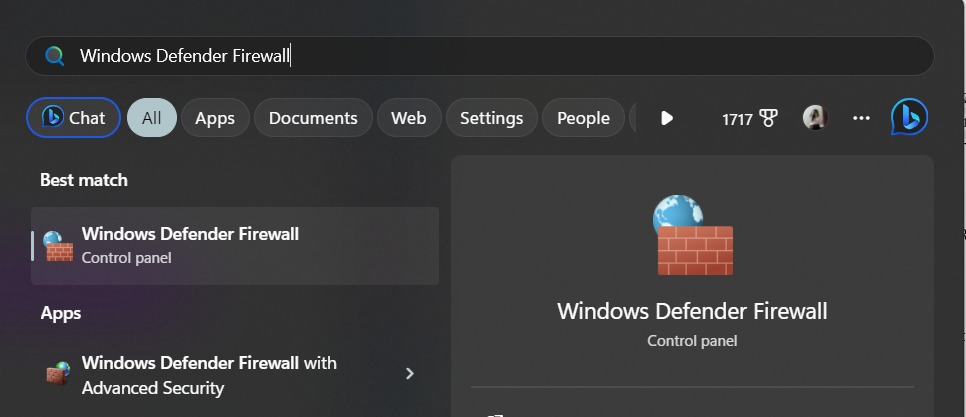 Windows Defender Firewall
Chat All Apps Documents Web Settings People 1717
Best match
Windows Defender Firewall
Control panel
Apps
Windows Defender Firewall with
Advanced Security
Windows Defender Firewall
Control panel